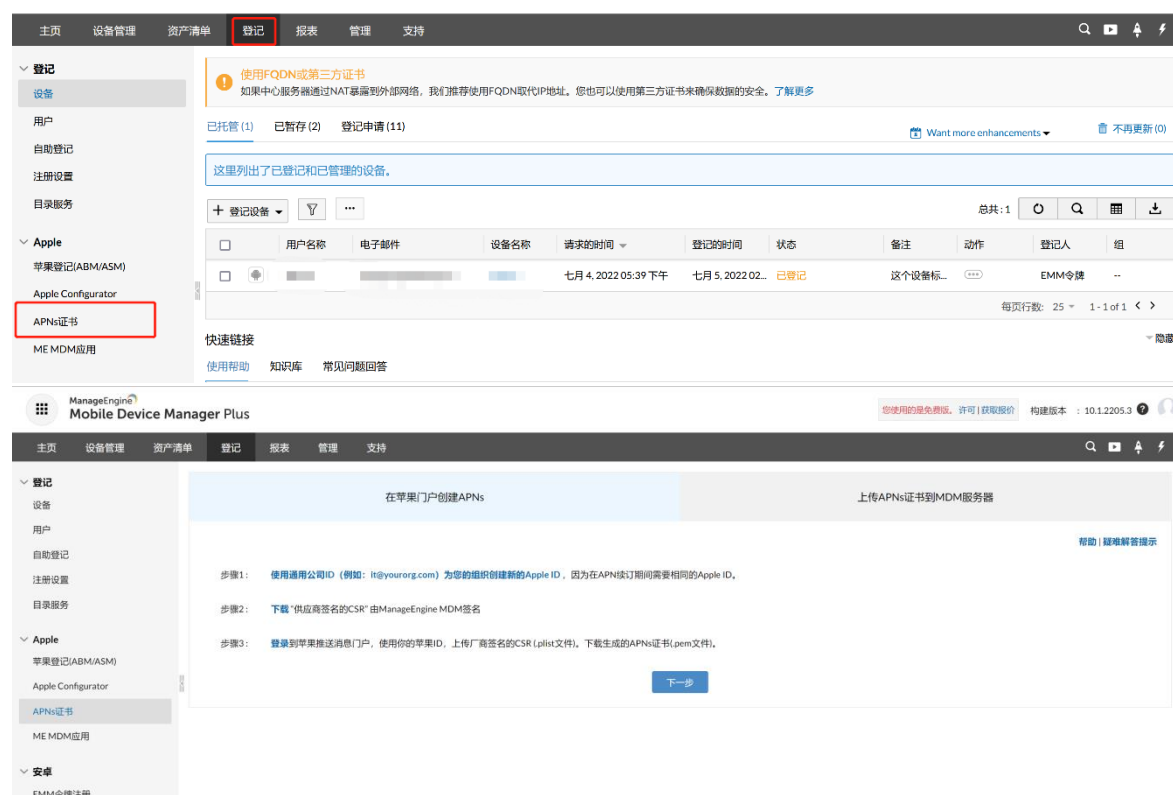 主页 设备管理 资产清单 登记 报表 管理 支持
登记
设备
用户
自助登记
注册设置
目录服务
Apple
苹果登记(ABM/ASM)
Apple Configurator
APNs证书
ME MDM应用
使用FQDN或第三方证书
如果中心服务器通过NAT暴露到外部网络，我们推荐使用FQDN取代IP地址。您也可以使用第三方证书来确保数据的安全。了解更多
已托管 (1) 已暂存 (2) 登记申请 (11) Want more enhancements 不再更新 (0)
这里列出了已登记和已管理的设备。
登记设备 总共: 1
用户名称 电子邮件 设备名称 请求的时间 登记的时间 状态 备注 动作 登记人 组
七月 4, 2022 05:39 下午 七月 5, 2022 02... 已登记 这个设备标... EMM令牌 --
每页行数: 25 1 - 1 of 1
快速链接 隐藏
使用帮助 知识库 常见问题回答
ManageEngine
Mobile Device Manager Plus
您使用的是免费版。 许可 | 获取报价 构建版本 : 10.1.2205.3
主页 设备管理 资产清单 登记 报表 管理 支持
登记
设备
用户
自助登记
注册设置
目录服务
Apple
苹果登记(ABM/ASM)
Apple Configurator
APNs证书
ME MDM应用
安卓
EMM令牌注册
在苹果门户创建APNs 上传APNs证书到MDM服务器
帮助 | 疑难解答提示
步骤1: 使用通用公司ID（例如：it@yourorg.com）为您的组织创建新的Apple ID，因为在APN续订期间需要相同的Apple ID。
步骤2: 下载 "供应商签名的CSR" 由ManageEngine MDM签名
步骤3: 登录到苹果推送消息门户，使用你的苹果ID，上传厂商签名的CSR (.plist文件)。下载生成的APNs证书(.pem文件)。
下一步